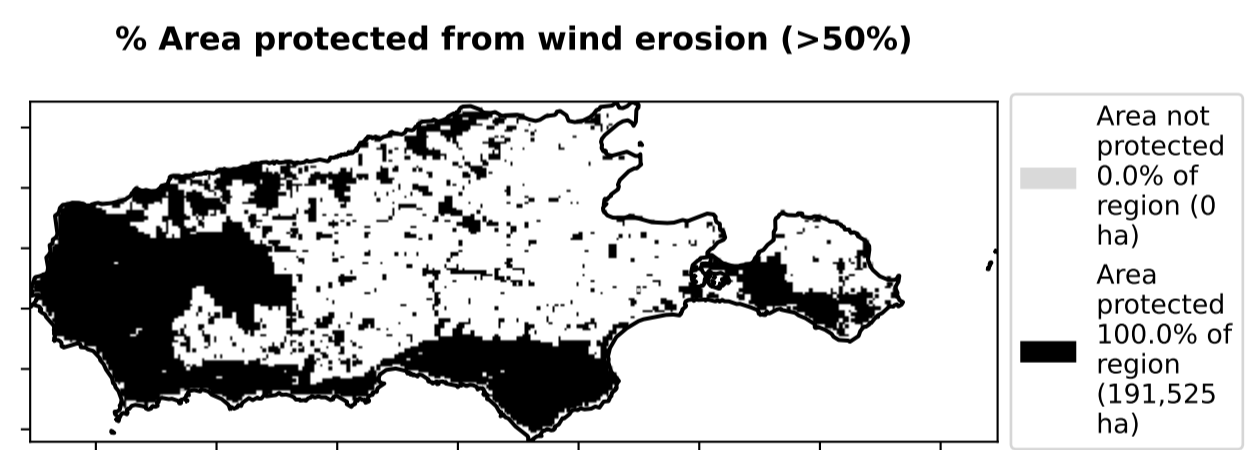 % Area protected from wind erosion (>50%)
Area not
protected
0.0% of
region (0
ha)
Area
protected
100.0% of
region
(191,525
ha)